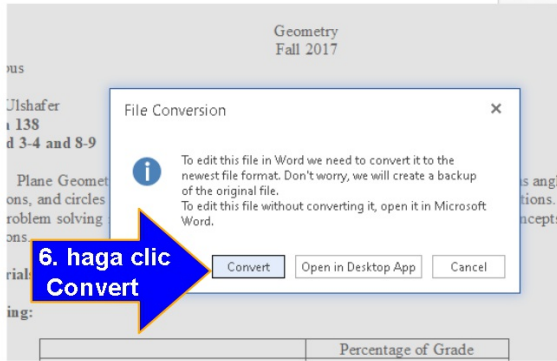 Geometry
Fall 2017
Ulshafer
138
d 3-4 and 8-9
File Conversion
To edit this file in Word we need to convert it to the
newest file format. Don't worry, we will create a backup
of the original file.
To edit this file without converting it, open it in Microsoft
Word.
Plane Geomet
s angl
ons, and circles
tions.
roblem solving
ncepts
ons.
6. haga clic
Convert
Convert
Open in Desktop App
Cancel
rials
ing:
Percentage of Grade